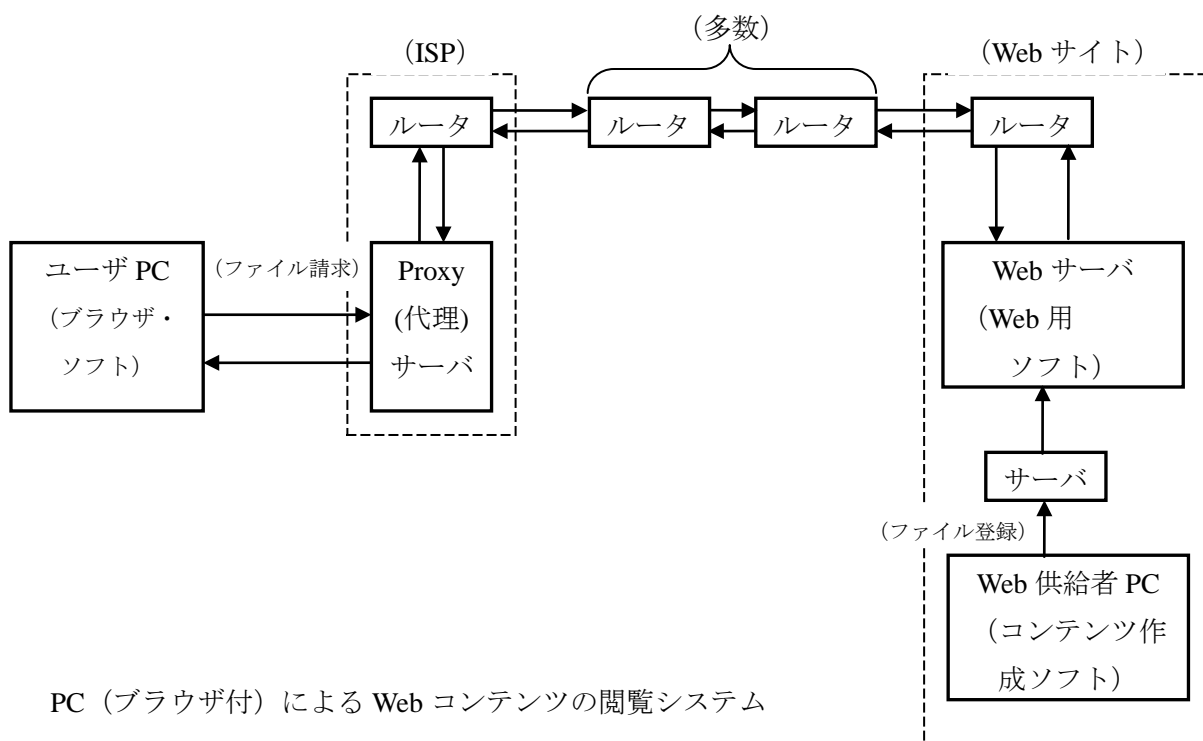 （多数）
（ISP）
（Web サイト）
ルータ
ルータ
ルータ
ルータ
ユーザ PC
（ブラウザ・
ソフト）
（ファイル請求）
Proxy
(代理)
サーバ
Web サーバ
（Web 用
ソフト）
サーバ
（ファイル登録）
Web 供給者 PC
（コンテンツ作
成ソフト）
PC（ブラウザ付）による Web コンテンツの閲覧システム